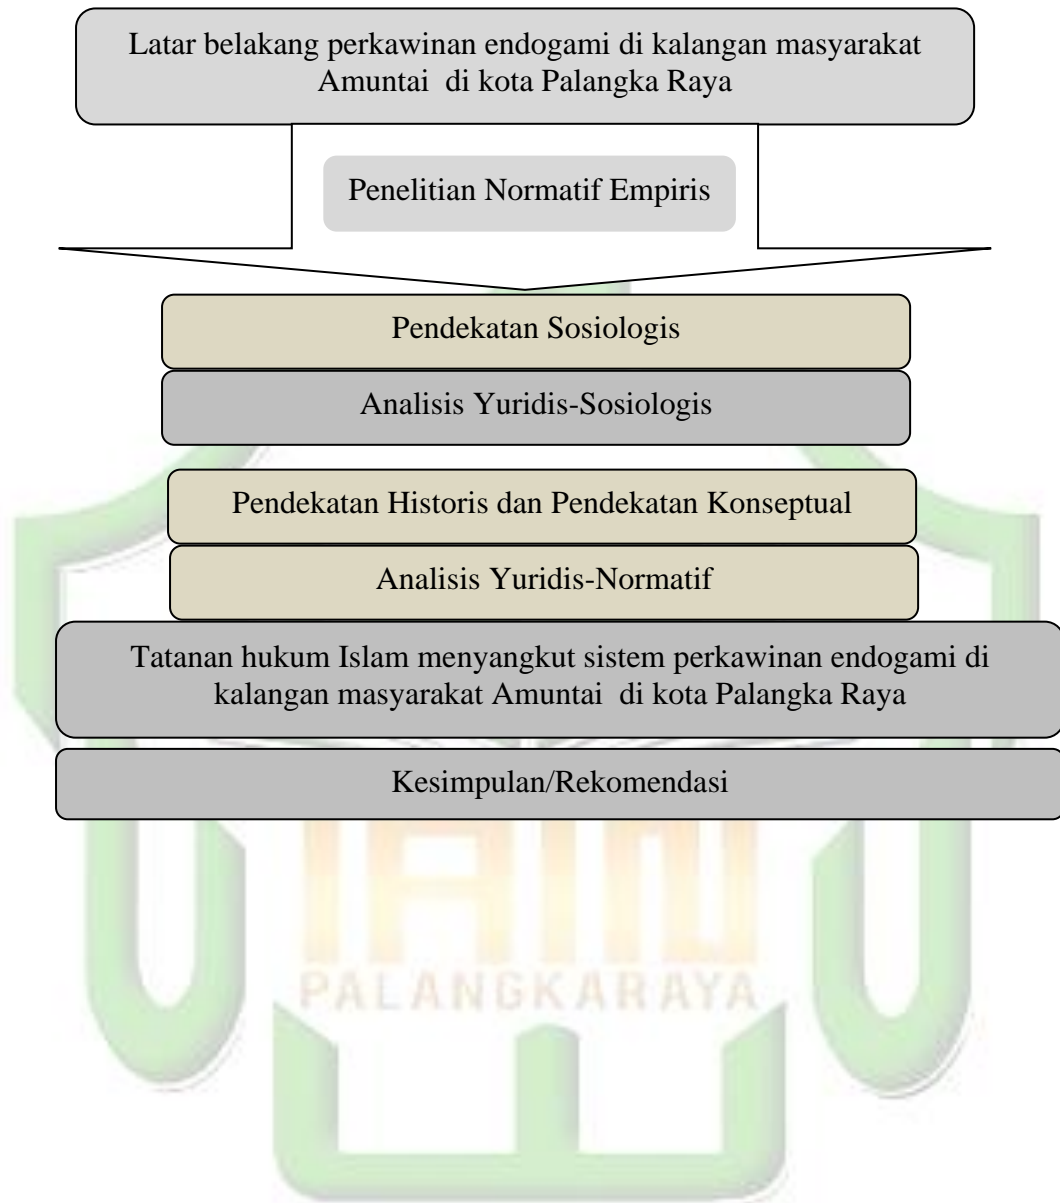 Latar belakang perkawinan endogami di kalangan masyarakat
Amuntai di kota Palangka Raya
Penelitian Normatif Empiris
Pendekatan Sosiologis
Analisis Yuridis-Sosiologis
Pendekatan Historis dan Pendekatan Konseptual
Analisis Yuridis-Normatif
Tatanan hukum Islam menyangkut sistem perkawinan endogami di
kalangan masyarakat Amuntai di kota Palangka Raya
Kesimpulan/Rekomendasi
IAIN
PALANGKARAYA